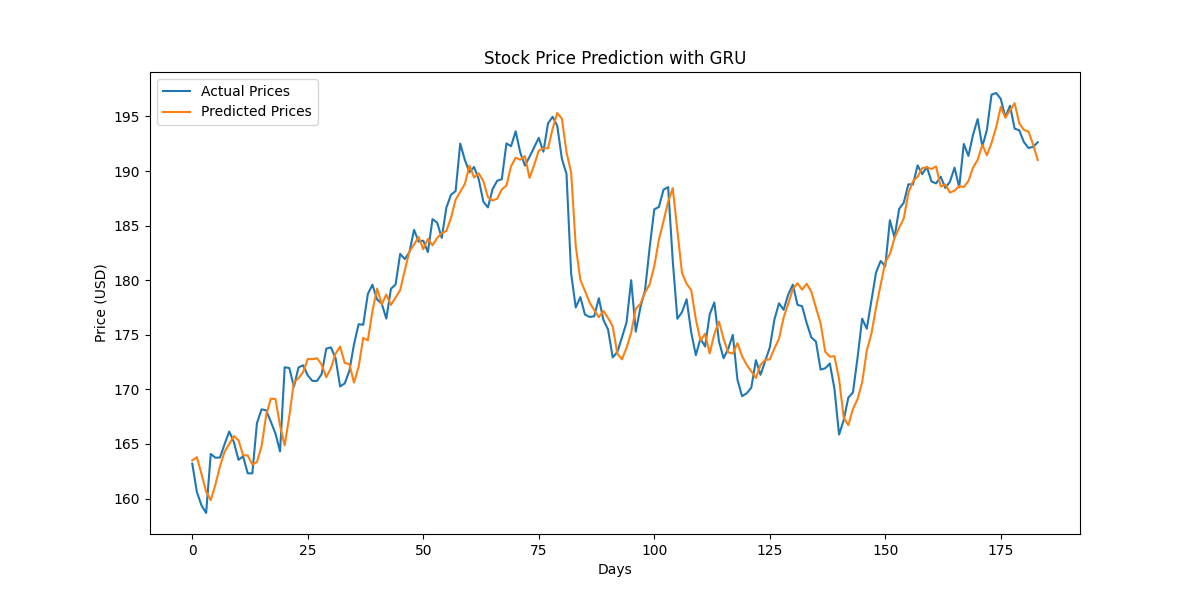 Stock Price Prediction with GRU
Actual Prices
Predicted Prices
Price (USD)
195
190
185
180
175
170
165
160
0 25 50 75 100 125 150 175
Days